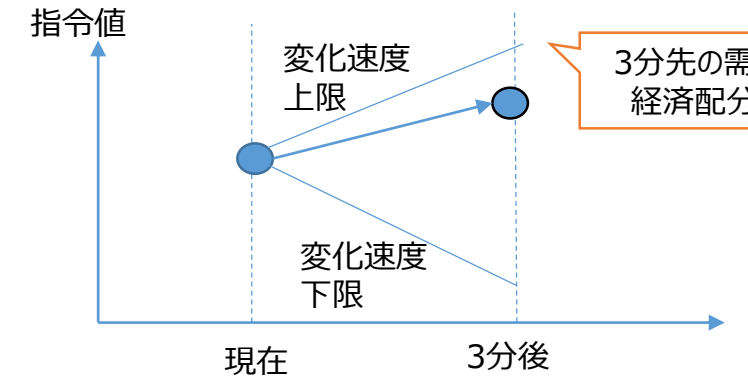 指令値
変化速度
上限
3分先の需
経済配分
変化速度
下限
現在
3分後